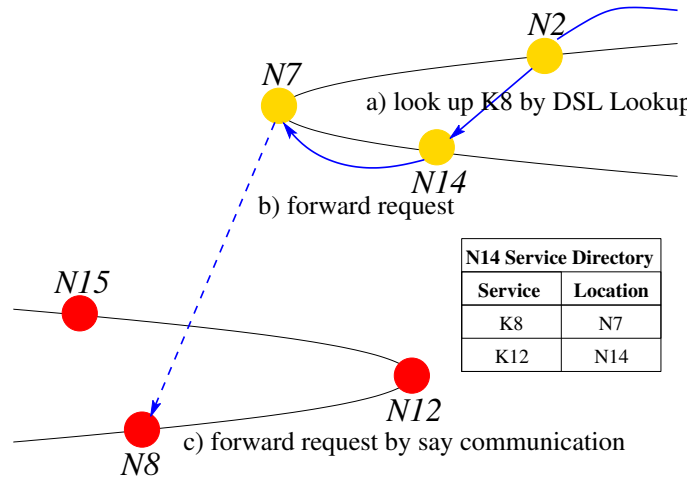 N2
N7
a) look up K8 by DSL Lookup
N14
b) forward request
N14 Service Directory
Service Location
K8 N7
K12 N14
N15
N12
c) forward request by say communication
N8